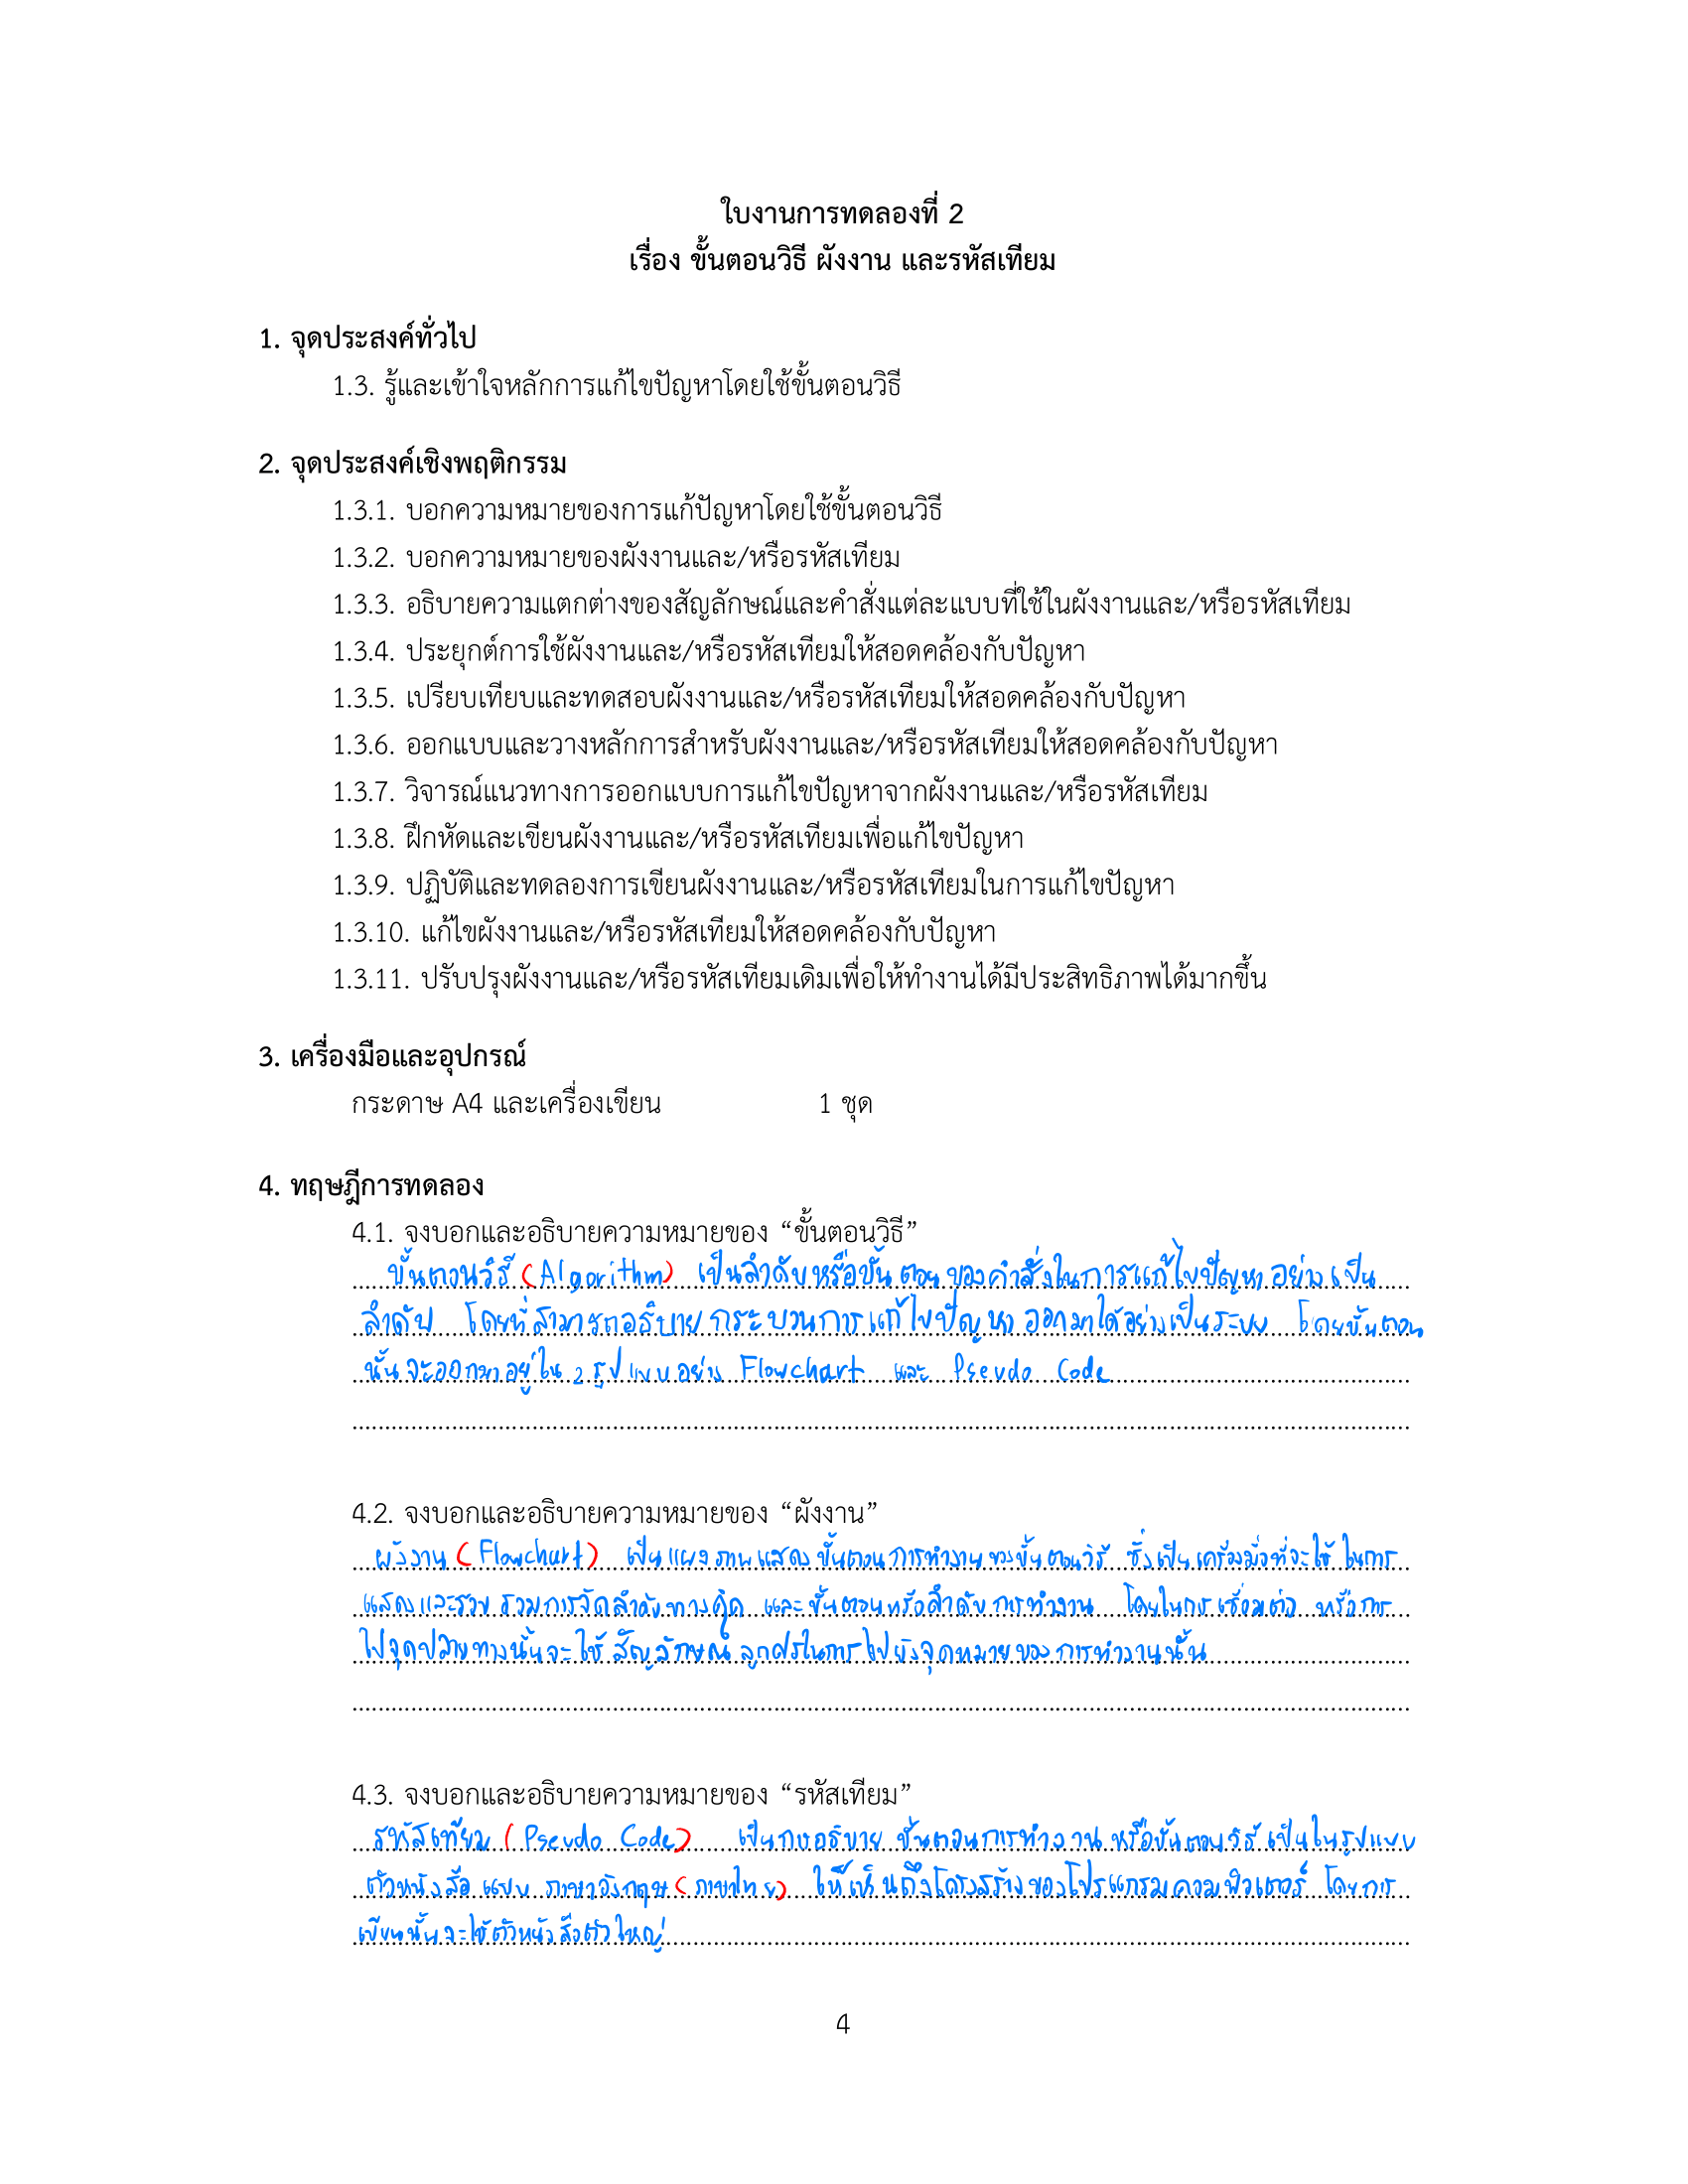 ใบงานการทดลองที่ 2
เรื่อง ขั้นตอนวิธี ผังงาน และรหัสเทียม
1. จุดประสงค์ทั่วไป
1.3. รู้และเข้าใจหลักการแก้ไขปัญหาโดยใช้ขั้นตอนวิธี
2. จุดประสงค์เชิงพฤติกรรม
1.3.1. บอกความหมายของการแก้ปัญหาโดยใช้ขั้นตอนวิธี
1.3.2. บอกความหมายของผังงานและ/หรือรหัสเทียม
1.3.3. อธิบายความแตกต่างของสัญลักษณ์และคำสั่งแต่ละแบบที่ใช้ในผังงานและ/หรือรหัสเทียม
1.3.4. ประยุกต์การใช้ผังงานและ/หรือรหัสเทียมให้สอดคล้องกับปัญหา
1.3.5. เปรียบเทียบและทดสอบผังงานและ/หรือรหัสเทียมให้สอดคล้องกับปัญหา
1.3.6. ออกแบบและวางหลักการสำหรับผังงานและ/หรือรหัสเทียมให้สอดคล้องกับปัญหา
1.3.7. วิจารณ์แนวทางการออกแบบการแก้ไขปัญหาจากผังงานและ/หรือรหัสเทียม
1.3.8. ฝึกหัดและเขียนผังงานและ/หรือรหัสเทียมเพื่อแก้ไขปัญหา
1.3.9. ปฏิบัติและทดลองการเขียนผังงานและ/หรือรหัสเทียมในการแก้ไขปัญหา
1.3.10. แก้ไขผังงานและ/หรือรหัสเทียมให้สอดคล้องกับปัญหา
1.3.11. ปรับปรุงผังงานและ/หรือรหัสเทียมเดิมเพื่อให้ทำงานได้มีประสิทธิภาพได้มากขึ้น
3. เครื่องมือและอุปกรณ์
กระดาษ A4 และเครื่องเขียน 1 ชุด
4. ทฤษฎีการทดลอง
4.1. จงบอกและอธิบายความหมายของ “ขั้นตอนวิธี”
ขั้นตอนวิธี (Algorithm) เป็นลำดับหรือขั้นตอนของคำสั่งในการแก้ไขปัญหาอย่างเป็น
ลำดับ โดยที่สามารถอธิบายกระบวนการแก้ไขปัญหาออกมาได้อย่างเป็นระบบ โดยขั้นตอน
นั้นจะออกมาอยู่ใน 2 รูปแบบอย่าง Flowchart และ Pseudo Code
4.2. จงบอกและอธิบายความหมายของ “ผังงาน”
ผังงาน (Flowchart) เป็นแผงภาพแสดงขั้นตอนการทำงานของขั้นตอนวิธี ซึ่งเป็นเครื่องมือที่จะใช้ในการ
แสดงและรวบรวมการจัดลำดับทางคิด และขั้นตอนหรือลำดับการทำงาน โดยในการเชื่อมต่อ หรือการ
ไปจุดปลายทางนั้นจะใช้สัญลักษณ์ลูกศรในการไปยังจุดหมายของการทำงานนั้น
4.3. จงบอกและอธิบายความหมายของ “รหัสเทียม”
รหัสเทียม (Pseudo Code) เป็นการอธิบายขั้นตอนการทำงานหรือขั้นตอนวิธี เป็นในรูปแบบ
ตัวหนังสือ แบบ ภาษาอังกฤษ (ภาษาไทย) ให้เห็นถึงโครงสร้างของโปรแกรมคอมพิวเตอร์ โดยการ
เขียนนั้นจะใช้ตัวหนังสือตัวใหญ่
4